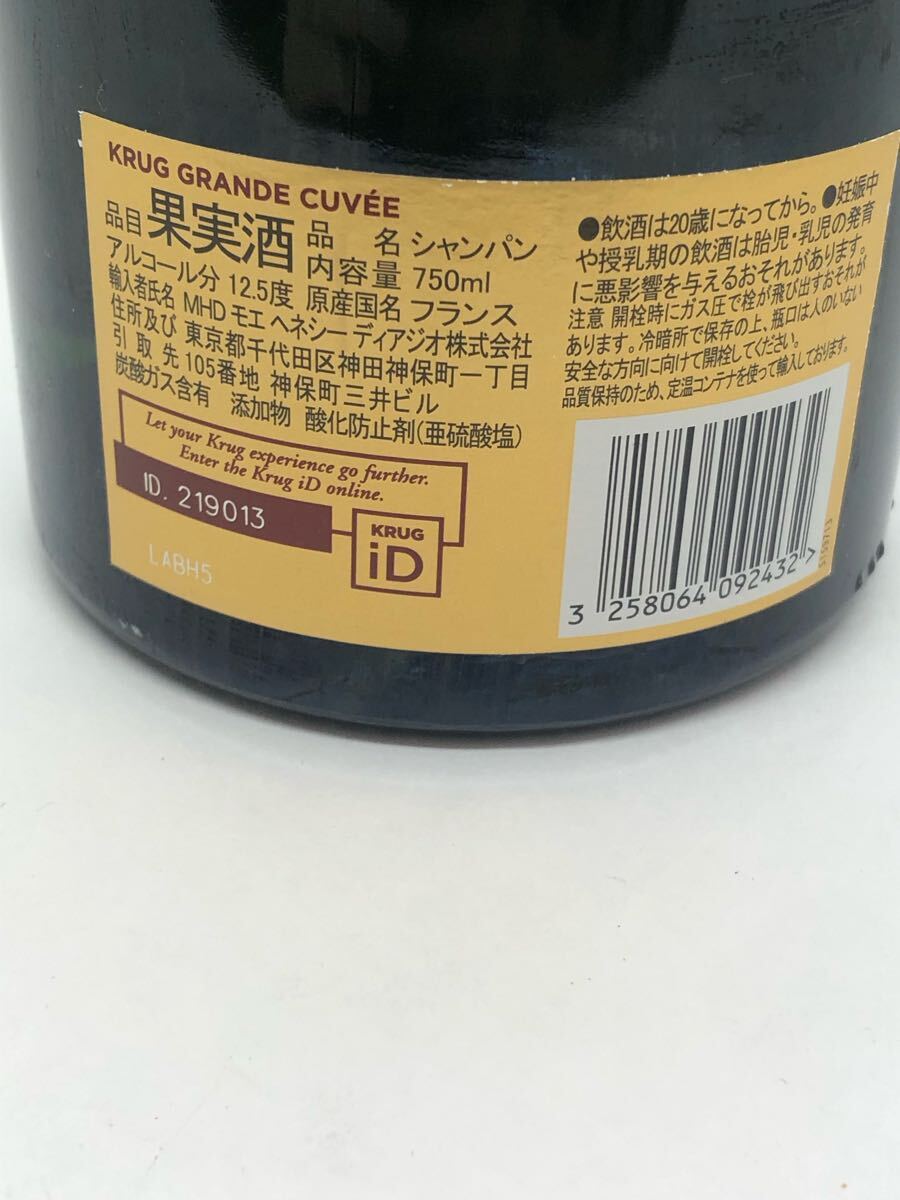 KRUG GRANDE CUVÉE
品目 果実酒 品 名 シャンパン
内容量 750ml
アルコール分 12.5度 原産国名 フランス
輸入者氏名 MHD モエ ヘネシー ディアジオ株式会社
住所及び 東京都千代田区神田神保町一丁目
引 取 先 105番地 神保町三井ビル
炭酸ガス含有 添加物 酸化防止剤(亜硫酸塩)
Let your Krug experience go further.
Enter the Krug iD online.
ID. 219013
KRUG
iD
LABH5
●飲酒は20歳になってから。●妊娠中
や授乳期の飲酒は胎児・乳児の発育
に悪影響を与えるおそれがあります。
注意 開栓時にガス圧で栓が飛び出すおそれが
あります。冷暗所で保存の上、瓶口は人のいない
安全な方向に向けて開栓してください。
品質保持のため、定温コンテナを使って輸入しております。
3 258064 092432 >